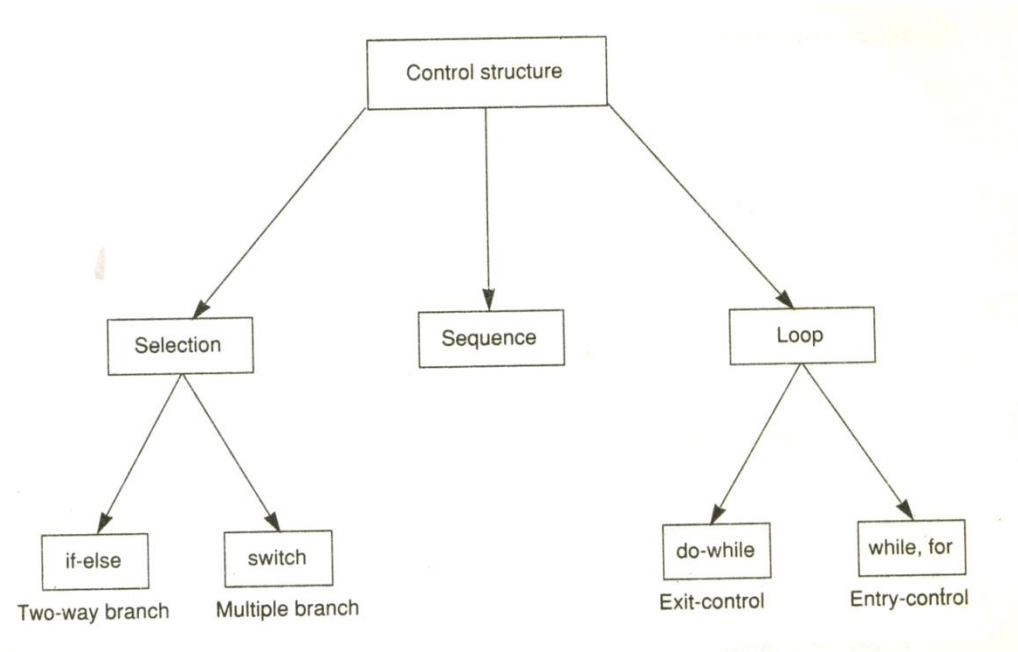 Control structure
Selection
Sequence
Loop
if-else
switch
do-while
while, for
Two-way branch
Multiple branch
Exit-control
Entry-control